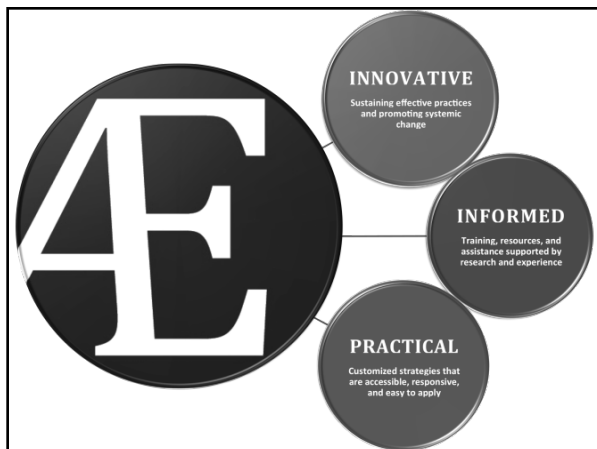 Æ
INNOVATIVE
Sustaining effective practices
and promoting systemic
change
INFORMED
Training, resources, and
assistance supported by
research and experience
PRACTICAL
Customized strategies that
are accessible, responsive,
and easy to apply